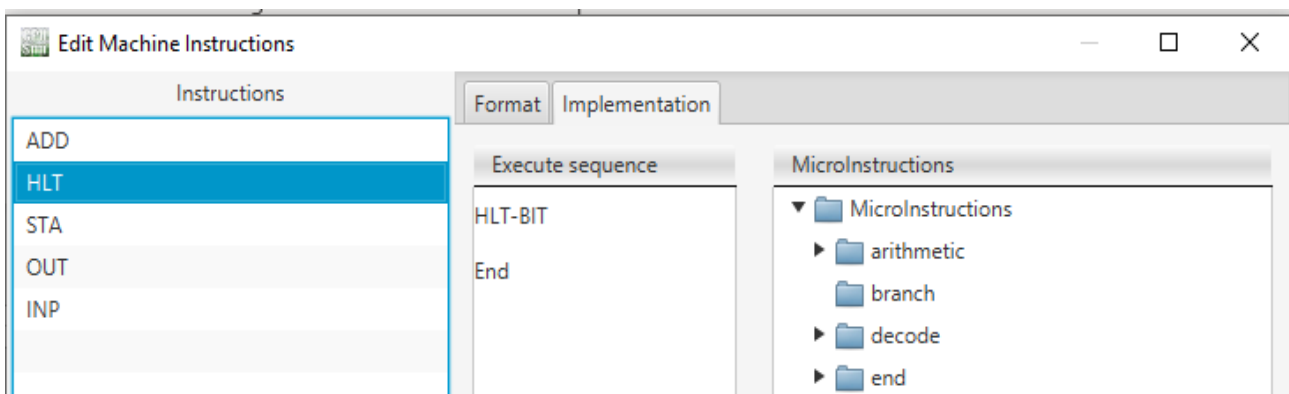 Edit Machine Instructions
Instructions
Format Implementation
ADD
HLT
STA
OUT
INP
Execute sequence
HLT-BIT
End
MicroInstructions
MicroInstructions
arithmetic
branch
decode
end